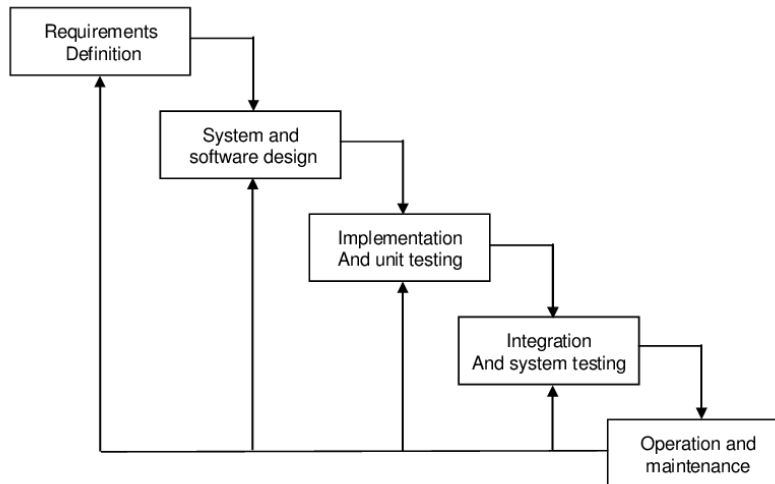 Requirements
Definition
System and
software design
Implementation
And unit testing
Integration
And system testing
Operation and
maintenance